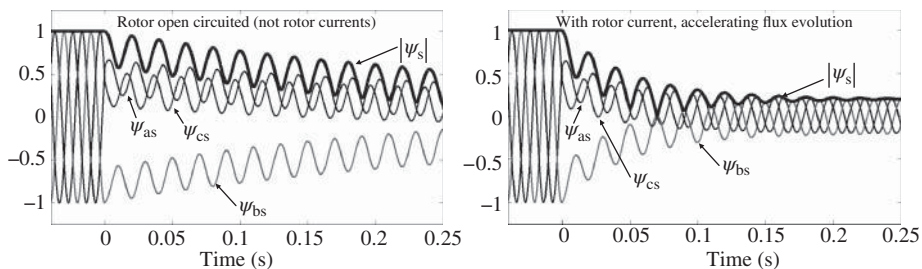 Rotor open circuited (not rotor currents)
1
0.5
0
−0.5
−1
|ψs|
ψas
ψcs
ψbs
0 0.05 0.1 0.15 0.2 0.25
Time (s)
With rotor current, accelerating flux evolution
1
0.5
0
−0.5
−1
|ψs|
ψas
ψcs
ψbs
0 0.05 0.1 0.15 0.2 0.25
Time (s)